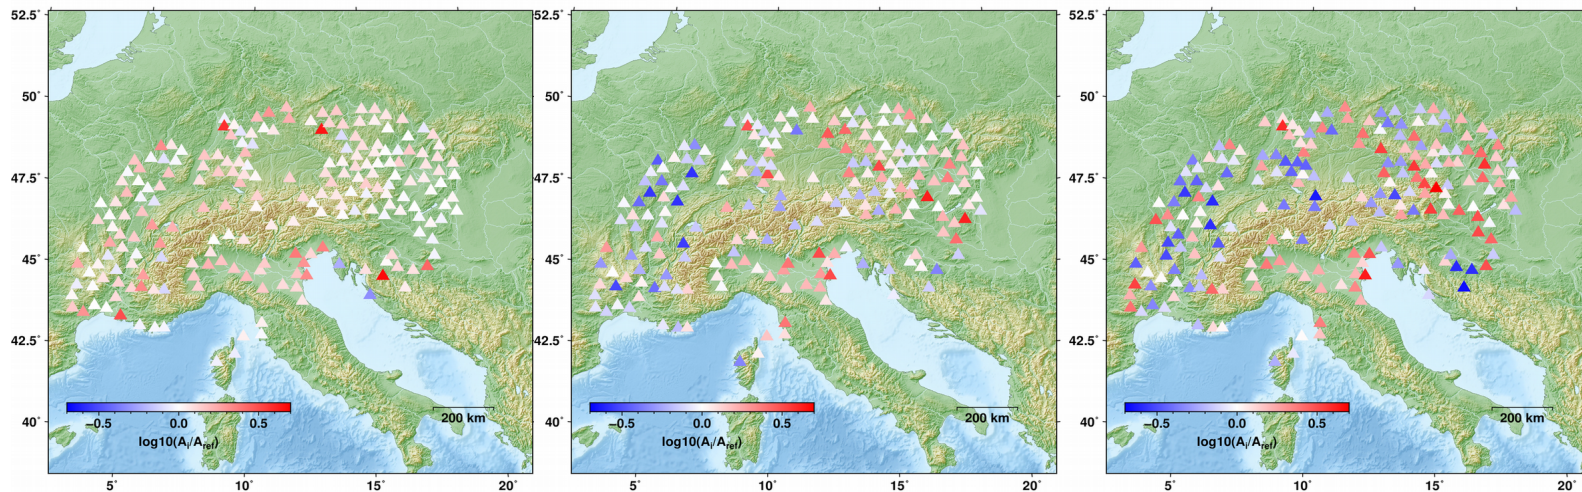 52.5° 52.5° 52.5°
50° 50° 50°
47.5° 47.5° 47.5°
45° 45° 45°
42.5° 42.5° 42.5°
200 km 200 km 200 km
40° 40° 40°
−0.5 0.0 0.5 −0.5 0.0 0.5 −0.5 0.0 0.5
log10(Ai/Aref) log10(Ai/Aref) log10(Ai/Aref)
5° 10° 15° 20° 5° 10° 15° 20° 5° 10° 15° 20°